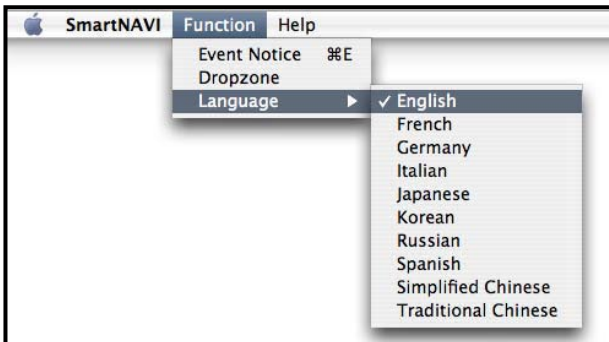 SmartNAVI Function Help
Event Notice ⌘E
Dropzone
Language ▶ ✓ English
French
Germany
Italian
Japanese
Korean
Russian
Spanish
Simplified Chinese
Traditional Chinese